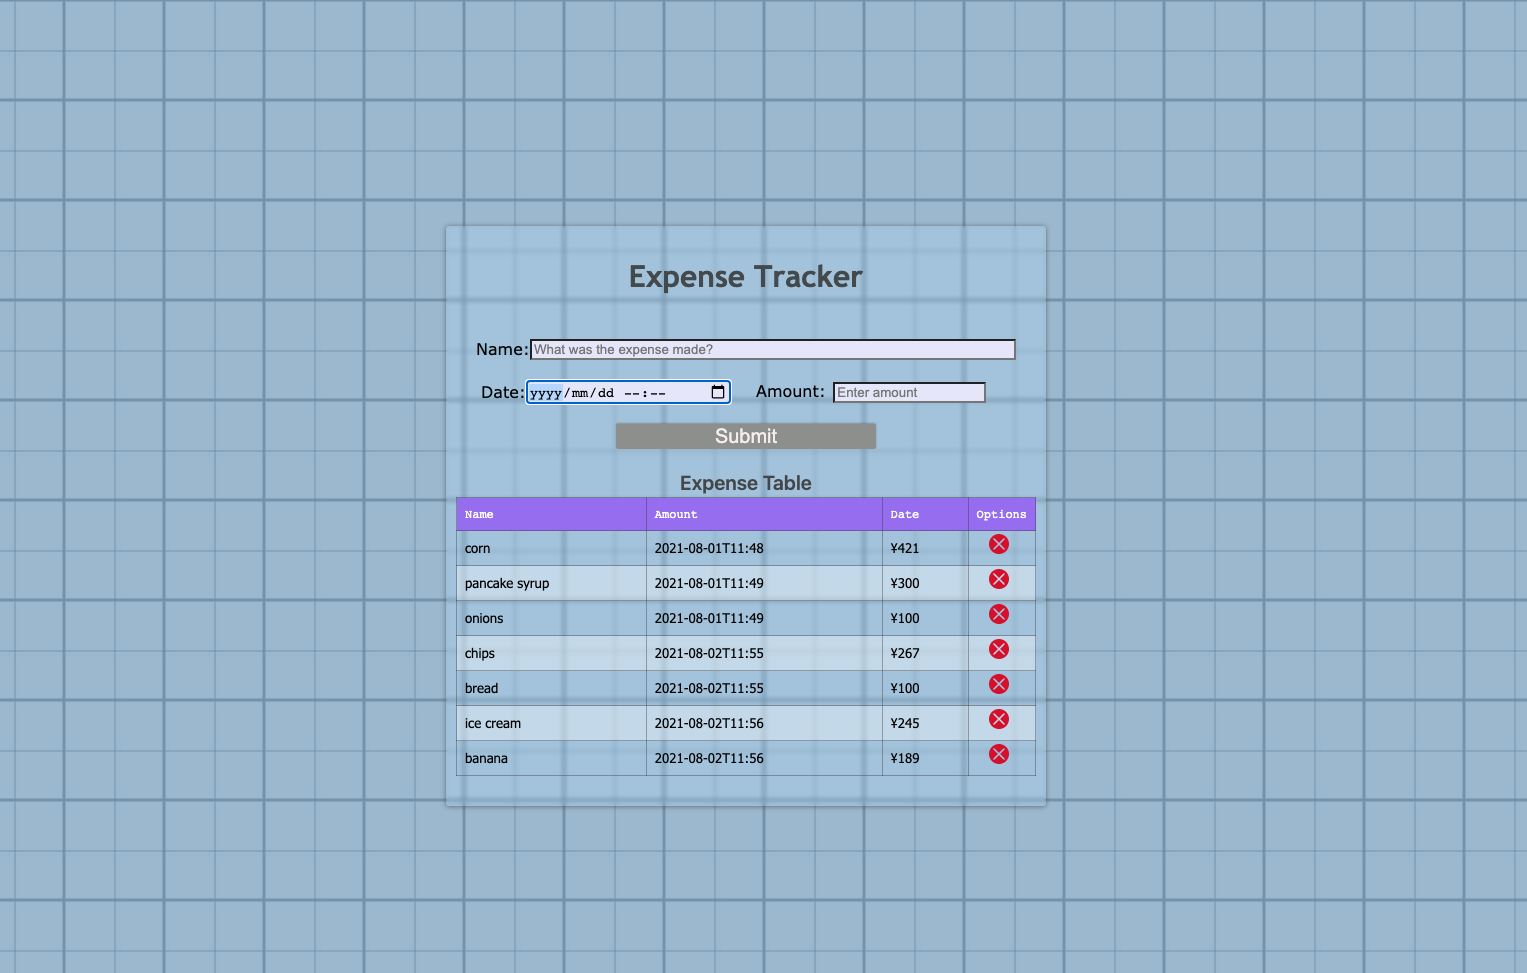 Expense Tracker
Name: What was the expense made?
Date: yyyy/mm/dd --:-- Amount: Enter amount
Submit
Expense Table
Name Amount Date Options
corn 2021-08-01T11:48 ¥421
pancake syrup 2021-08-01T11:49 ¥300
onions 2021-08-01T11:49 ¥100
chips 2021-08-02T11:55 ¥267
bread 2021-08-02T11:55 ¥100
ice cream 2021-08-02T11:56 ¥245
banana 2021-08-02T11:56 ¥189